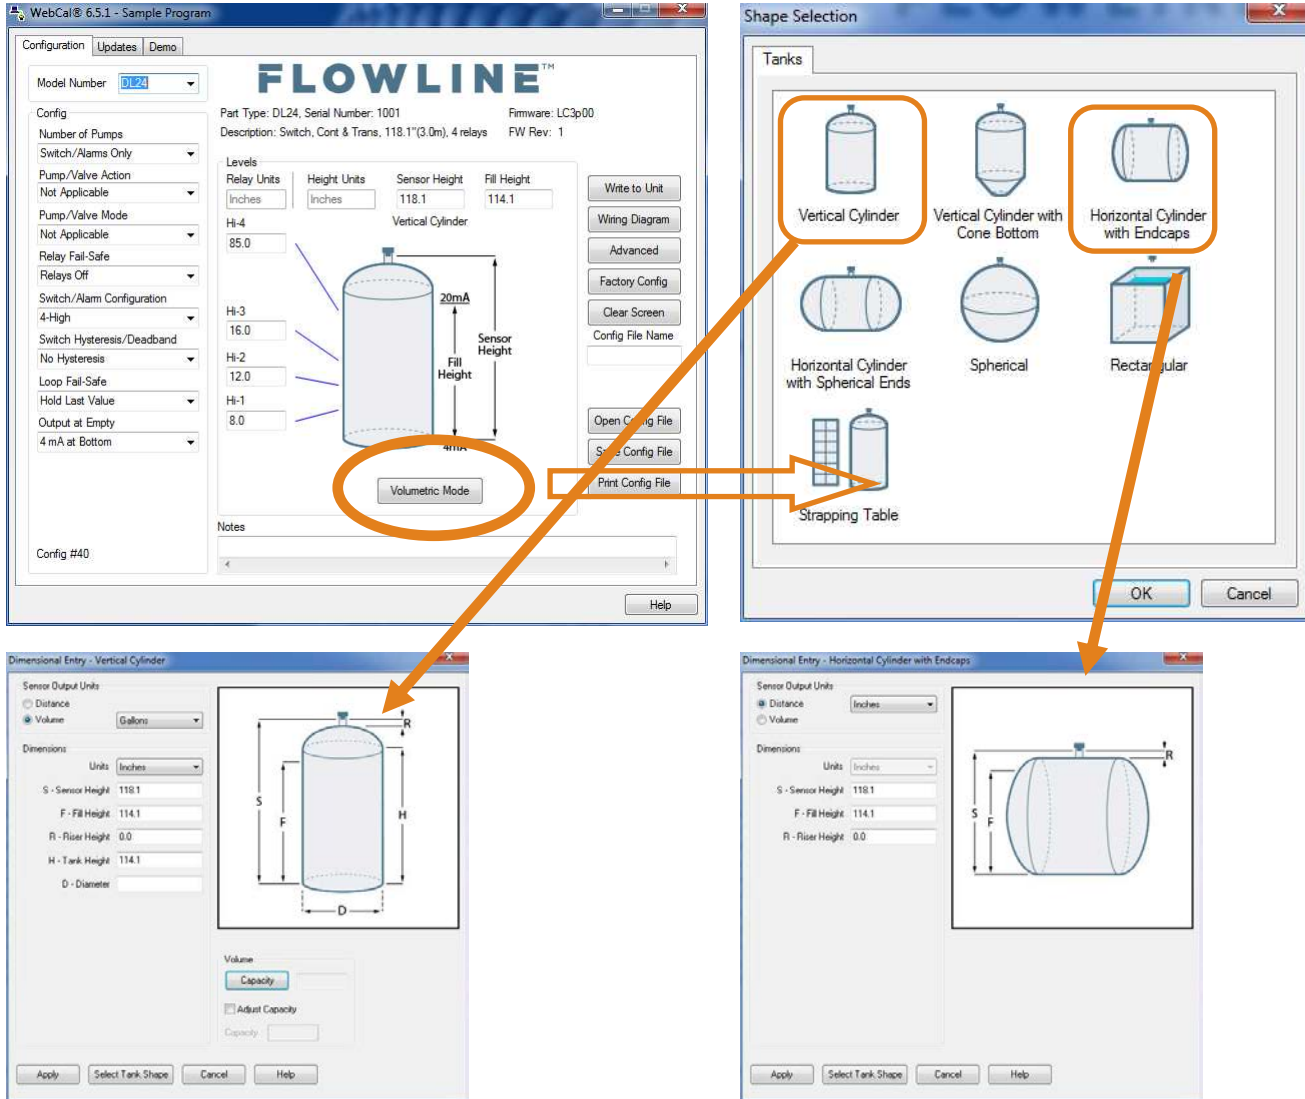 WebCal® 6.5.1 - Sample Program
Configuration Updates Demo
Model Number DL24
FLOWLINE™
Part Type: DL24, Serial Number: 1001 Firmware: LC3p00
Description: Switch, Cont & Trans, 118.1"(3.0m), 4 relays FW Rev: 1
Config
Number of Pumps
Switch/Alarms Only
Pump/Valve Action
Not Applicable
Pump/Valve Mode
Not Applicable
Relay Fail-Safe
Relays Off
Switch/Alarm Configuration
4-High
Switch Hysteresis/Deadband
No Hysteresis
Loop Fail-Safe
Hold Last Value
Output at Empty
4 mA at Bottom
Config #40
Levels
Relay Units Height Units Sensor Height Fill Height
Inches Inches 118.1 114.1
Vertical Cylinder
Hi-4
85.0
Hi-3
16.0
Hi-2
12.0
Hi-1
8.0
20mA
Sensor
Height
Fill
Height
4mA
Volumetric Mode
Notes
Write to Unit
Wiring Diagram
Advanced
Factory Config
Clear Screen
Config File Name
Open Config File
Save Config File
Print Config File
Help
Shape Selection
Tanks
Vertical Cylinder
Vertical Cylinder with
Cone Bottom
Horizontal Cylinder
with Endcaps
Horizontal Cylinder
with Spherical Ends
Spherical
Rectangular
Strapping Table
OK Cancel
Dimensional Entry - Vertical Cylinder
Sensor Output Units
Distance
Volume Gallons
Dimensions
Units Inches
S - Sensor Height 118.1
F - Fill Height 114.1
R - Riser Height 0.0
H - Tank Height 114.1
D - Diameter
R
S
F
H
D
Volume
Capacity
Adjust Capacity
Capacity
Apply Select Tank Shape Cancel Help
Dimensional Entry - Horizontal Cylinder with Endcaps
Sensor Output Units
Distance Inches
Volume
Dimensions
Units Inches
S - Sensor Height 118.1
F - Fill Height 114.1
R - Riser Height 0.0
R
S
F
Apply Select Tank Shape Cancel Help